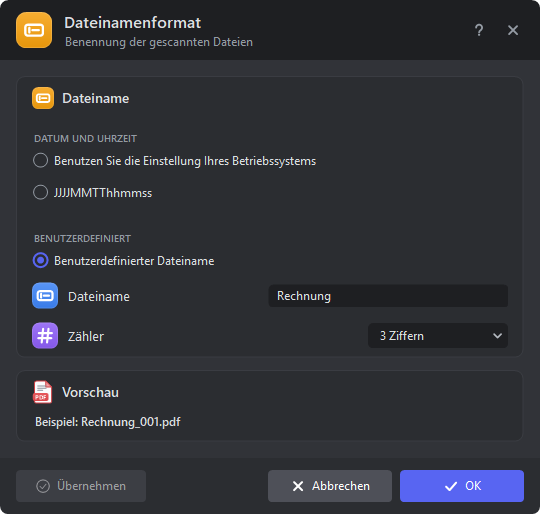 Dateinamenformat
Benennung der gescannten Dateien
?
Dateiname
DATUM UND UHRZEIT
Benutzen Sie die Einstellung Ihres Betriebssystems
JJJJMMTThhmmss
BENUTZERDEFINIERT
Benutzerdefinierter Dateiname
Dateiname
Rechnung
Zähler
3 Ziffern
PDF
Vorschau
Beispiel: Rechnung_001.pdf
Übernehmen
Abbrechen
OK